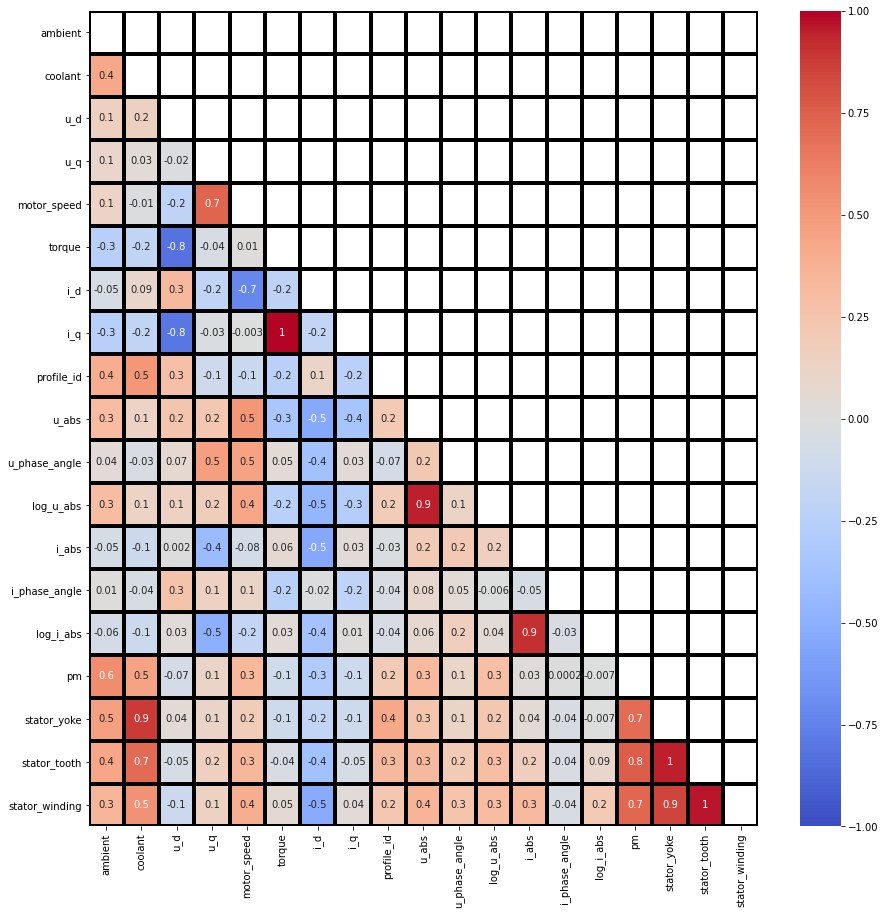 ambient
coolant 0.4
u_d 0.1 0.2
u_q 0.1 0.03 -0.02
motor_speed 0.1 -0.01 -0.2 0.7
torque -0.3 -0.2 -0.8 -0.04 0.01
i_d -0.05 0.09 0.3 -0.2 -0.7 -0.2
i_q -0.3 -0.2 -0.8 -0.03 -0.003 1 -0.2
profile_id 0.4 0.5 0.3 -0.1 -0.1 -0.2 0.1 -0.2
u_abs 0.3 0.1 0.2 0.2 0.5 -0.3 -0.5 -0.4 0.2
u_phase_angle 0.04 -0.03 0.07 0.5 0.5 0.05 -0.4 0.03 -0.07 0.2
log_u_abs 0.3 0.1 0.1 0.2 0.4 -0.2 -0.5 -0.3 0.2 0.9 0.1
i_abs -0.05 -0.1 0.002 -0.4 -0.08 0.06 -0.5 0.03 -0.03 0.2 0.2 0.2
i_phase_angle 0.01 -0.04 0.3 0.1 0.1 -0.2 -0.02 -0.2 -0.04 0.08 0.05 -0.006 -0.05
log_i_abs -0.06 -0.1 0.03 -0.5 -0.2 0.03 -0.4 0.01 -0.04 0.06 0.2 0.04 0.9 -0.03
pm 0.6 0.5 -0.07 0.1 0.3 -0.1 -0.3 -0.1 0.2 0.3 0.1 0.3 0.03 0.0002 -0.007
stator_yoke 0.5 0.9 0.04 0.1 0.2 -0.1 -0.2 -0.1 0.4 0.3 0.1 0.2 0.04 -0.04 -0.007 0.7
stator_tooth 0.4 0.7 -0.05 0.2 0.3 -0.04 -0.4 -0.05 0.3 0.3 0.2 0.3 0.2 -0.04 0.09 0.8 1
stator_winding 0.3 0.5 -0.1 0.1 0.4 0.05 -0.5 0.04 0.2 0.4 0.3 0.3 0.3 -0.04 0.2 0.7 0.9 1
ambient
coolant
u_d
u_q
motor_speed
torque
i_d
i_q
profile_id
u_abs
u_phase_angle
log_u_abs
i_abs
i_phase_angle
log_i_abs
pm
stator_yoke
stator_tooth
stator_winding
1.00
0.75
0.50
0.25
0.00
−0.25
−0.50
−0.75
−1.00